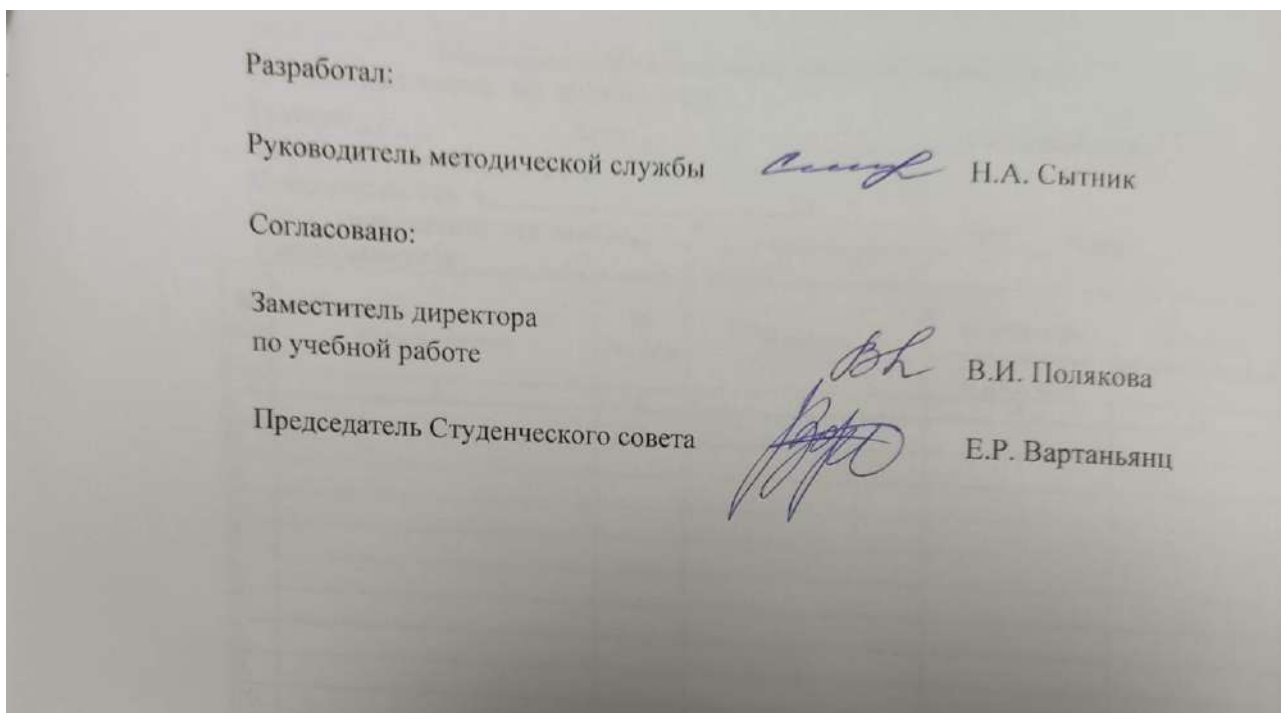 Разработал:
Руководитель методической службы Н.А. Сытник
Согласовано:
Заместитель директора
по учебной работе В.И. Полякова
Председатель Студенческого совета Е.Р. Вартаньянц